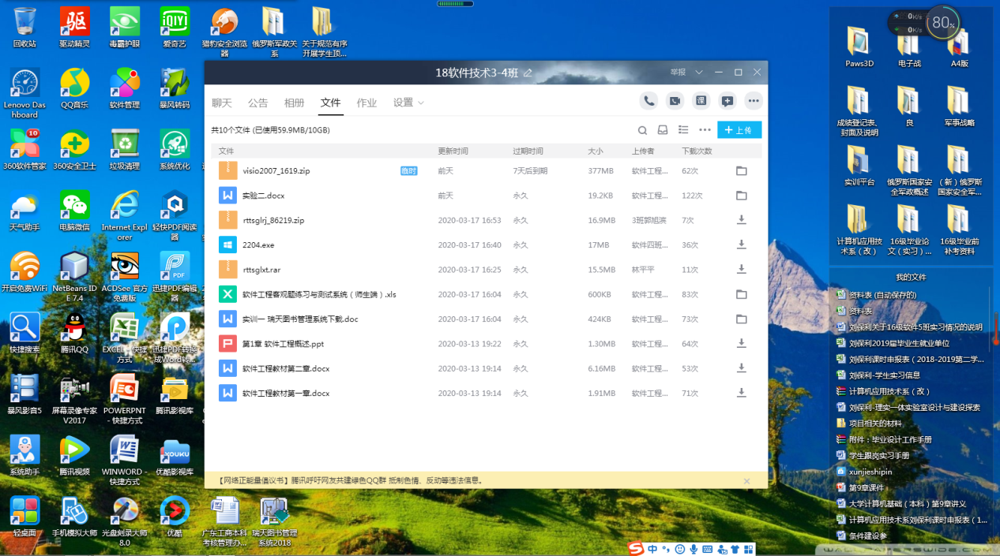 回收站
驱动精灵
毒霸护眼
爱奇艺
猎豹安全浏览器
俄罗斯军政关系
关于规范有序开展学生顶...
Lenovo Dashboard
QQ音乐
软件管理
暴风转码
360软件管家
360安全卫士
垃圾清理
系统优化
天气助手
电脑微信
Internet Explorer
轻快PDF阅读器
开启免费WiFi
NetBeans IDE 7.4
ACDSee 官方免费版
迅捷PDF编辑器
快捷搜索
腾讯QQ
EXCEL - 快捷方式
迅捷PDF转换成Word转...
暴风影音5
屏幕录像专家V2017
POWERPNT - 快捷方式
腾讯影视库
系统助手
腾讯视频
WINWORD - 快捷方式
优酷影视库
轻桌面
手机模拟大师
光盘刻录大师8.0
优酷
广东工商本科考核管理办...
瑞天图书管理系统2018
18软件技术3-4班
举报
聊天 公告 相册 文件 作业 设置
课
共10个文件 (已使用59.9MB/10GB)
上传
文件 更新时间 过期时间 大小 上传者 下载次数
visio2007_1619.zip 临时 前天 7天后到期 377MB 软件工程... 62次
实验二.docx 前天 永久 19.2KB 软件工程... 122次
rttsglrj_86219.zip 2020-03-17 16:53 永久 16.9MB 3班郭旭滨 7次
2204.exe 2020-03-17 16:40 永久 17MB 软件四班... 36次
rttsglxt.rar 2020-03-17 16:25 永久 15.5MB 林平平 11次
软件工程客观题练习与测试系统（师生端）.xls 2020-03-17 16:04 永久 600KB 软件工程... 83次
实训一 瑞天图书管理系统下载.doc 2020-03-17 16:04 永久 424KB 软件工程... 73次
第1章 软件工程概述.ppt 2020-03-13 19:22 永久 1.30MB 软件工程... 64次
软件工程教材第二章.docx 2020-03-13 19:14 永久 6.16MB 软件工程... 53次
软件工程教材第一章.docx 2020-03-13 19:14 永久 1.91MB 软件工程... 71次
【网络正能量倡议书】腾讯呼吁网友共建绿色QQ群 抵制色情、反动等违法信息。
0K/s
0K/s
80%
Paws3D
电子战
A4版
成绩登记表、封面及说明
良
军事战略
实训平台
俄罗斯国家安全军政概述
（新）俄罗斯国家安全军...
计算机应用技术系（改）
16级毕业论文（实习）...
16级毕业前补考资料
我的文件
资料表 (自动保存的)
资料表
刘保利关于16级软件5班实习情况的说明
刘保利2019届毕业生就业单位
刘保利课时申报表（2018-2019第二学...
刘保利-学生实习信息
计算机应用技术系（改）
刘保利-理实一体实验室设计与建设探索
项目相关的材料
附件：毕业设计工作手册
学生跟岗实习手册
xunjieshipin
第9章课件
大学计算机基础（本科）第9章讲义
计算机应用技术系刘保利课时申报表（1...
条件建设参
中